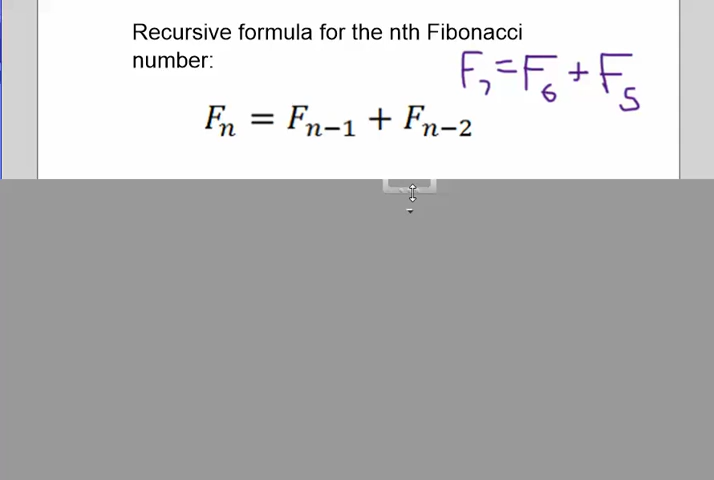 Recursive formula for the nth Fibonacci
number:
F₇ = F₆ + F₅
Fₙ = Fₙ₋₁ + Fₙ₋₂